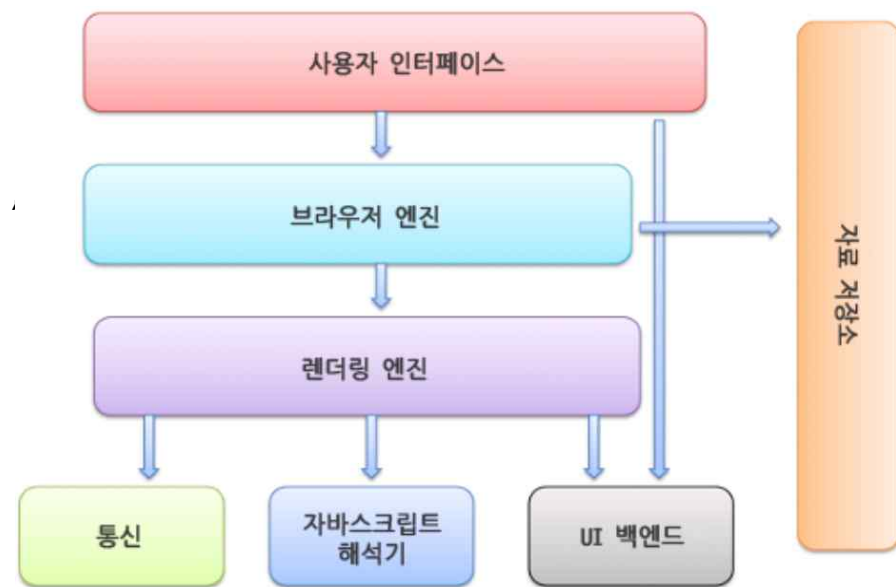 사용자 인터페이스
브라우저 엔진
자료 저장소
렌더링 엔진
통신
자바스크립트
해석기
UI 백엔드